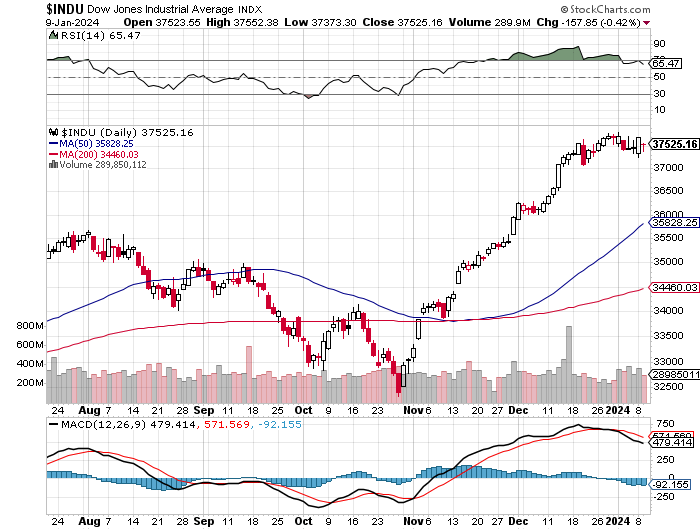 $INDU Dow Jones Industrial Average INDX © StockCharts.com
9-Jan-2024 Open 37523.55 High 37552.38 Low 37373.30 Close 37525.16 Volume 289.9M Chg -157.85 (-0.42%)
RSI(14) 65.47
90
70
65.47
50
30
10
$INDU (Daily) 37525.16
MA(50) 35828.25
MA(200) 34460.03
Volume 289,850,112
37525.16
37000
36500
36000
35828.25
35500
35000
34460.03
34000
33500
33000
32500
800M
600M
400M
200M
28985011
24 Aug 7 14 21 28 Sep 11 18 25 Oct 9 16 23 Nov 6 13 20 27 Dec 11 18 26 2024 8
MACD(12,26,9) 479.414, 571.569, -92.155
750
571.569
479.414
250
0
-92.155
-250
24 Aug 7 14 21 28 Sep 11 18 25 Oct 9 16 23 Nov 6 13 20 27 Dec 11 18 26 2024 8